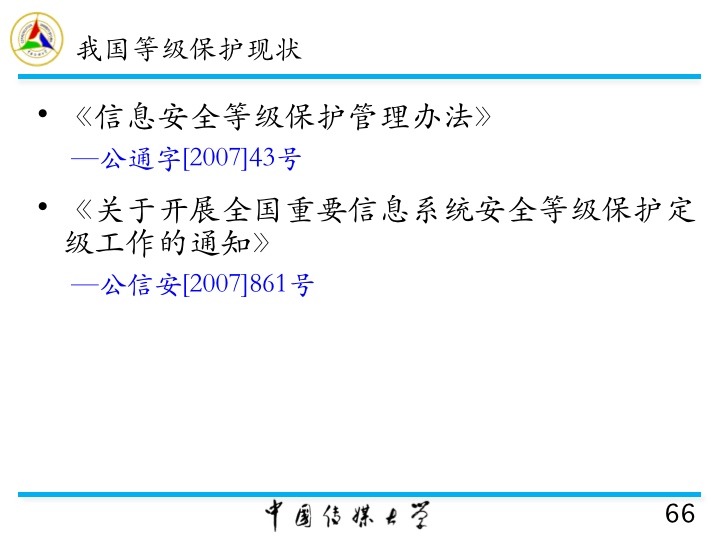 我国等级保护现状
• 《信息安全等级保护管理办法》
—公通字[2007]43号
• 《关于开展全国重要信息系统安全等级保护定
级工作的通知》
—公信安[2007]861号
中国传媒大学
66